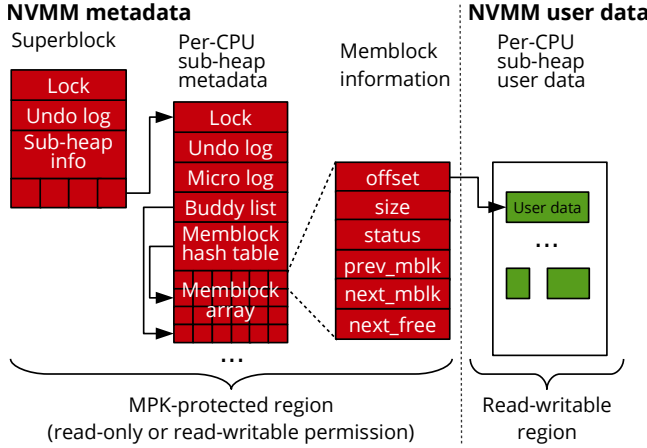 NVMM metadata
Superblock
Lock
Undo log
Sub-heap
info
Per-CPU
sub-heap
metadata
Lock
Undo log
Micro log
Buddy list
Memblock
hash table
Memblock
array
...
Memblock
information
offset
size
status
prev_mblk
next_mblk
next_free
MPK-protected region
(read-only or read-writable permission)
NVMM user data
Per-CPU
sub-heap
user data
User data
...
Read-writable
region